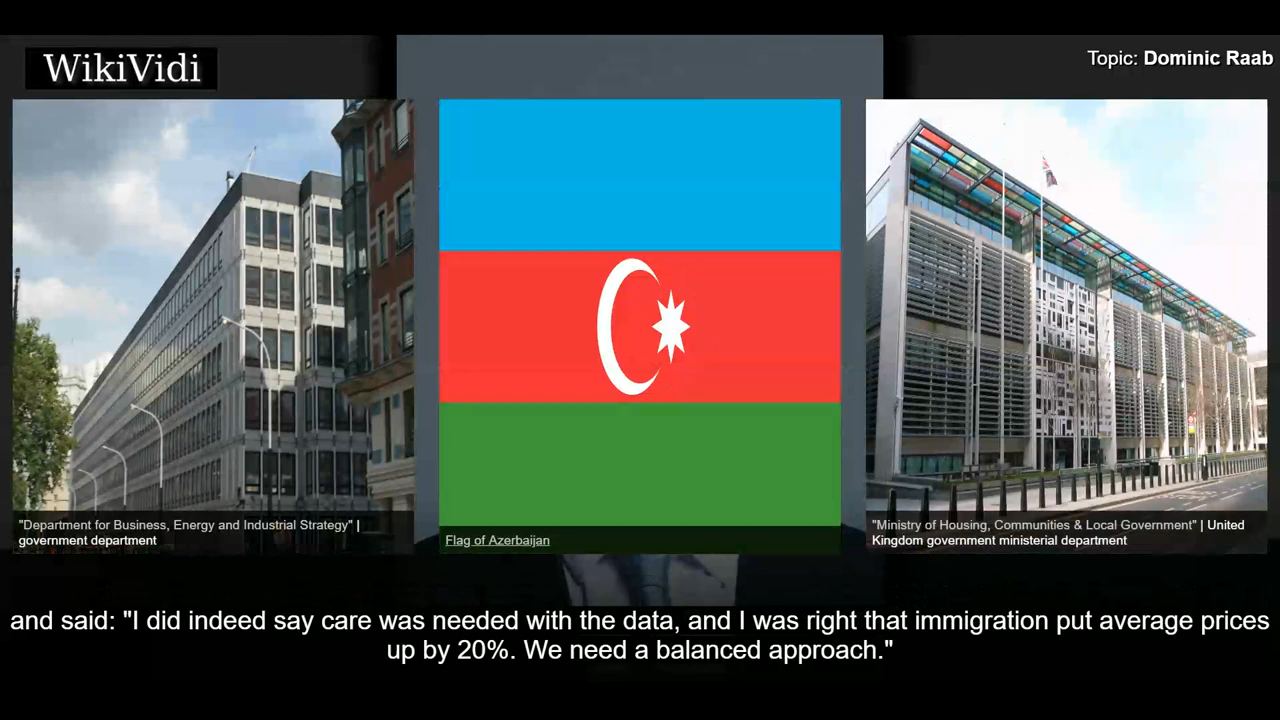 WikiVidi
Topic: Dominic Raab
"Department for Business, Energy and Industrial Strategy" |
government department
Flag of Azerbaijan
"Ministry of Housing, Communities & Local Government" | United
Kingdom government ministerial department
and said: "I did indeed say care was needed with the data, and I was right that immigration put average prices
up by 20%. We need a balanced approach."